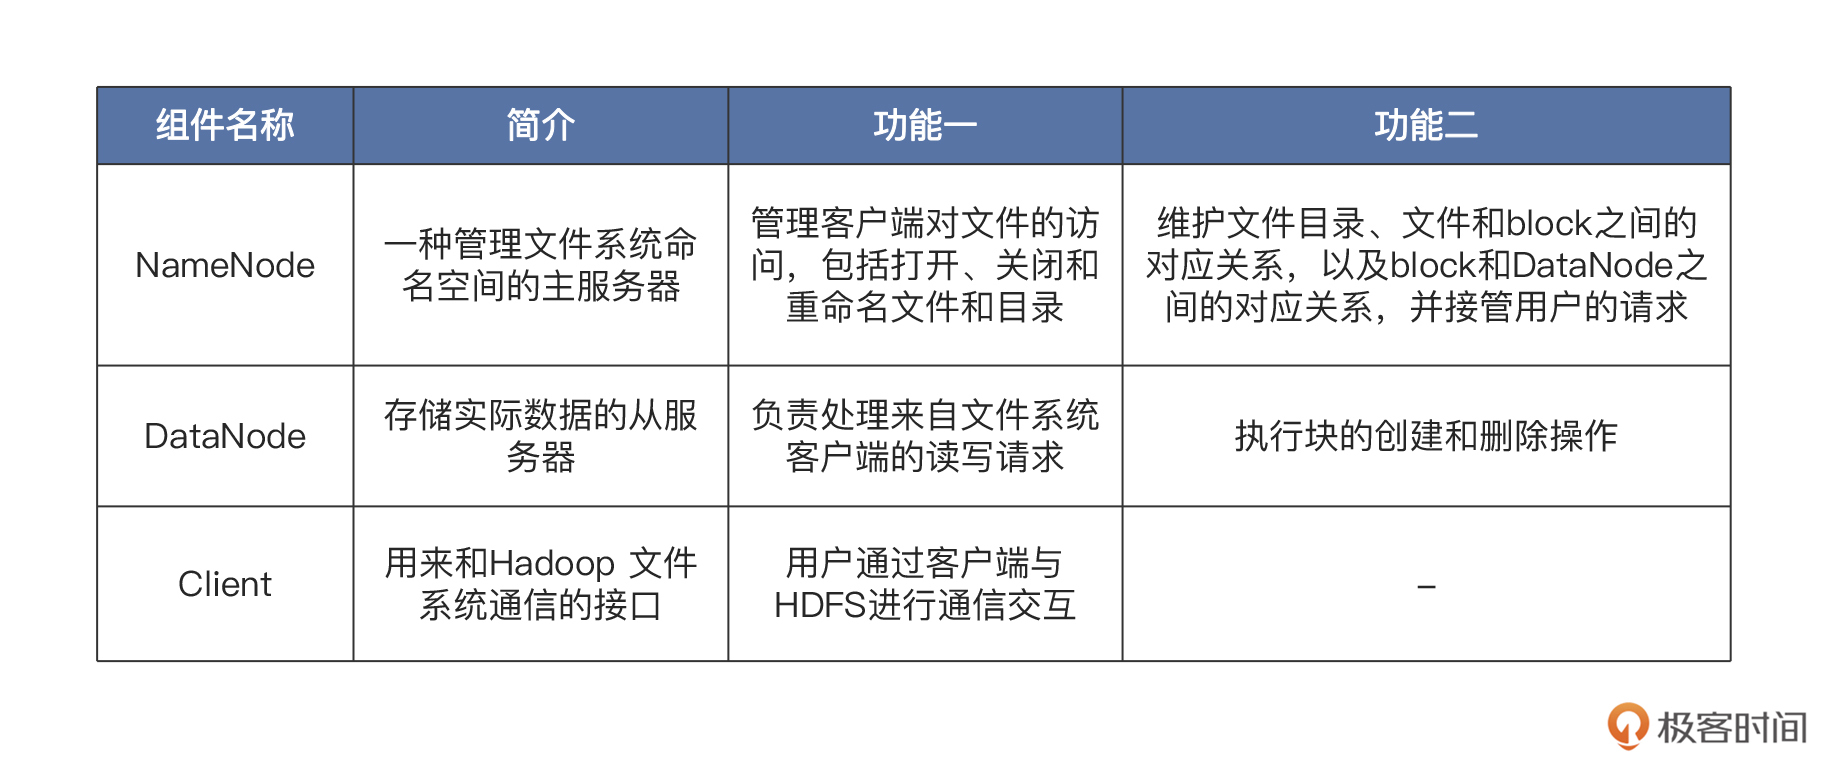 组件名称
简介
功能一
功能二
NameNode
一种管理文件系统命
名空间的主服务器
管理客户端对文件的访
问，包括打开、关闭和
重命名文件和目录
维护文件目录、文件和block之间的
对应关系，以及block和DataNode之
间的对应关系，并接管用户的请求
DataNode
存储实际数据的从服
务器
负责处理来自文件系统
客户端的读写请求
执行块的创建和删除操作
Client
用来和Hadoop 文件
系统通信的接口
用户通过客户端与
HDFS进行通信交互
–
极客时间